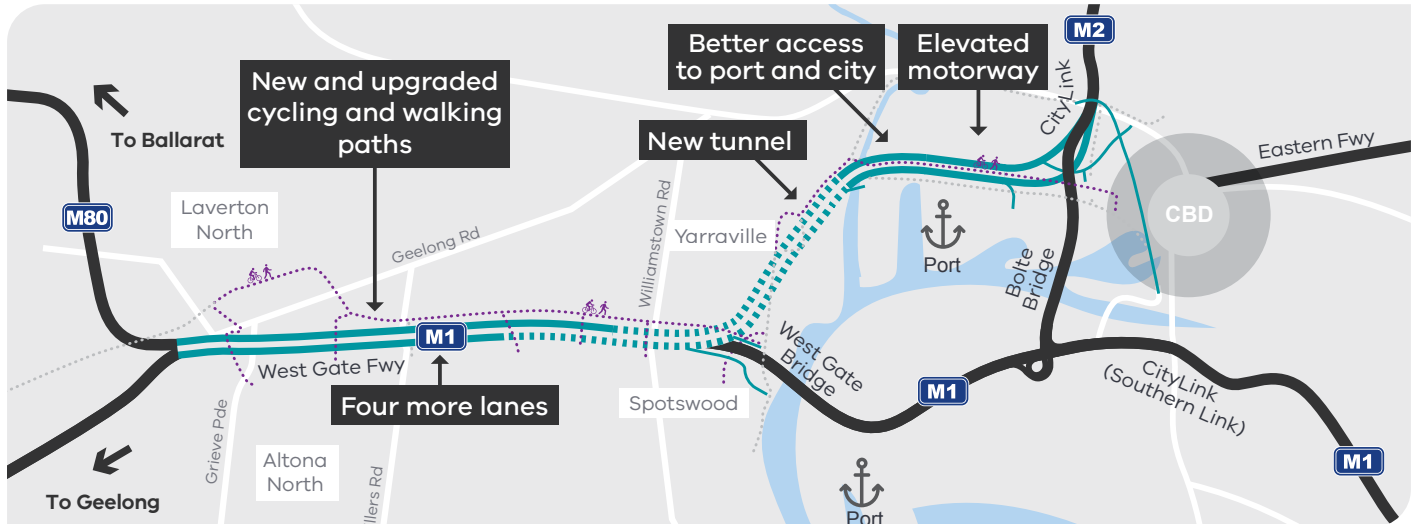 M2
Better access
to port and city
Elevated
motorway
New and upgraded
cycling and walking
paths
To Ballarat
New tunnel
CityLink
Eastern Fwy
M80
Laverton
North
Geelong Rd
Williamstown Rd
Yarraville
CBD
Port
Bolte
Bridge
M1
West Gate Fwy
West Gate
Bridge
Four more lanes
Spotswood
M1
CityLink
(Southern Link)
Grieve Pde
Altona
North
llers Rd
M1
To Geelong
Port